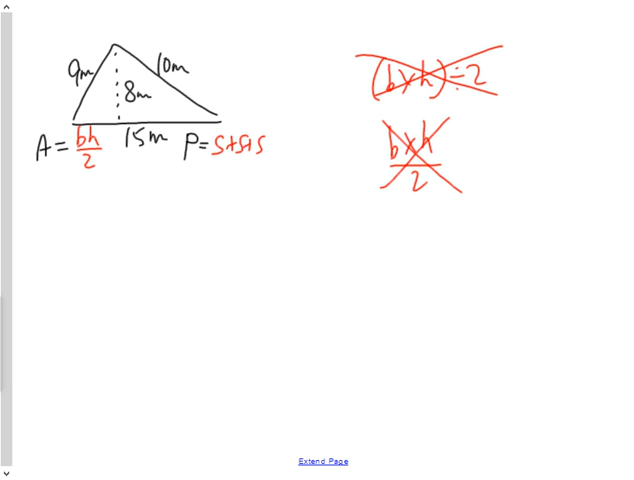 9m
10m
8m
15m
A = bh/2
P = s+s+s
(b×h)÷2
b×h
2
Extend Page